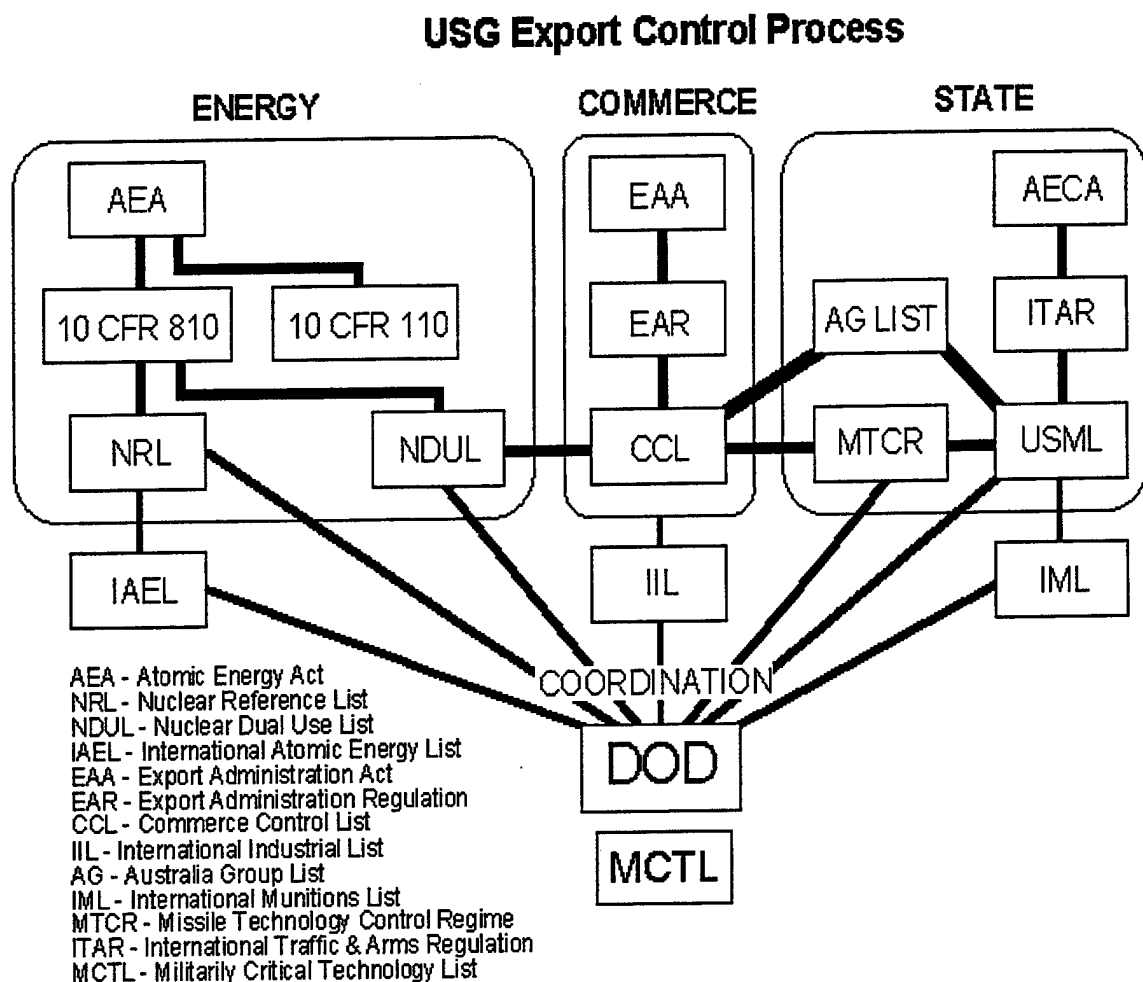 USG Export Control Process
ENERGY
COMMERCE
STATE
AEA
EAA
AECA
10 CFR 810
10 CFR 110
EAR
AG LIST
ITAR
NRL
NDUL
CCL
MTCR
USML
IAEL
IIL
IML
COORDINATION
DOD
MCTL
AEA - Atomic Energy Act
NRL - Nuclear Reference List
NDUL - Nuclear Dual Use List
IAEL - International Atomic Energy List
EAA - Export Administration Act
EAR - Export Administration Regulation
CCL - Commerce Control List
IIL - International Industrial List
AG - Australia Group List
IML - International Munitions List
MTCR - Missile Technology Control Regime
ITAR - International Traffic & Arms Regulation
MCTL - Militarily Critical Technology List